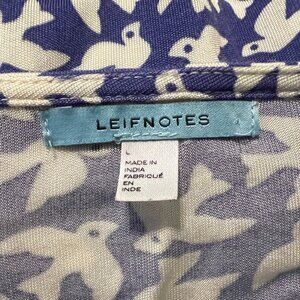 LEIFNOTES
L
MADE IN
INDIA
FABRIQUÉ
EN
INDE